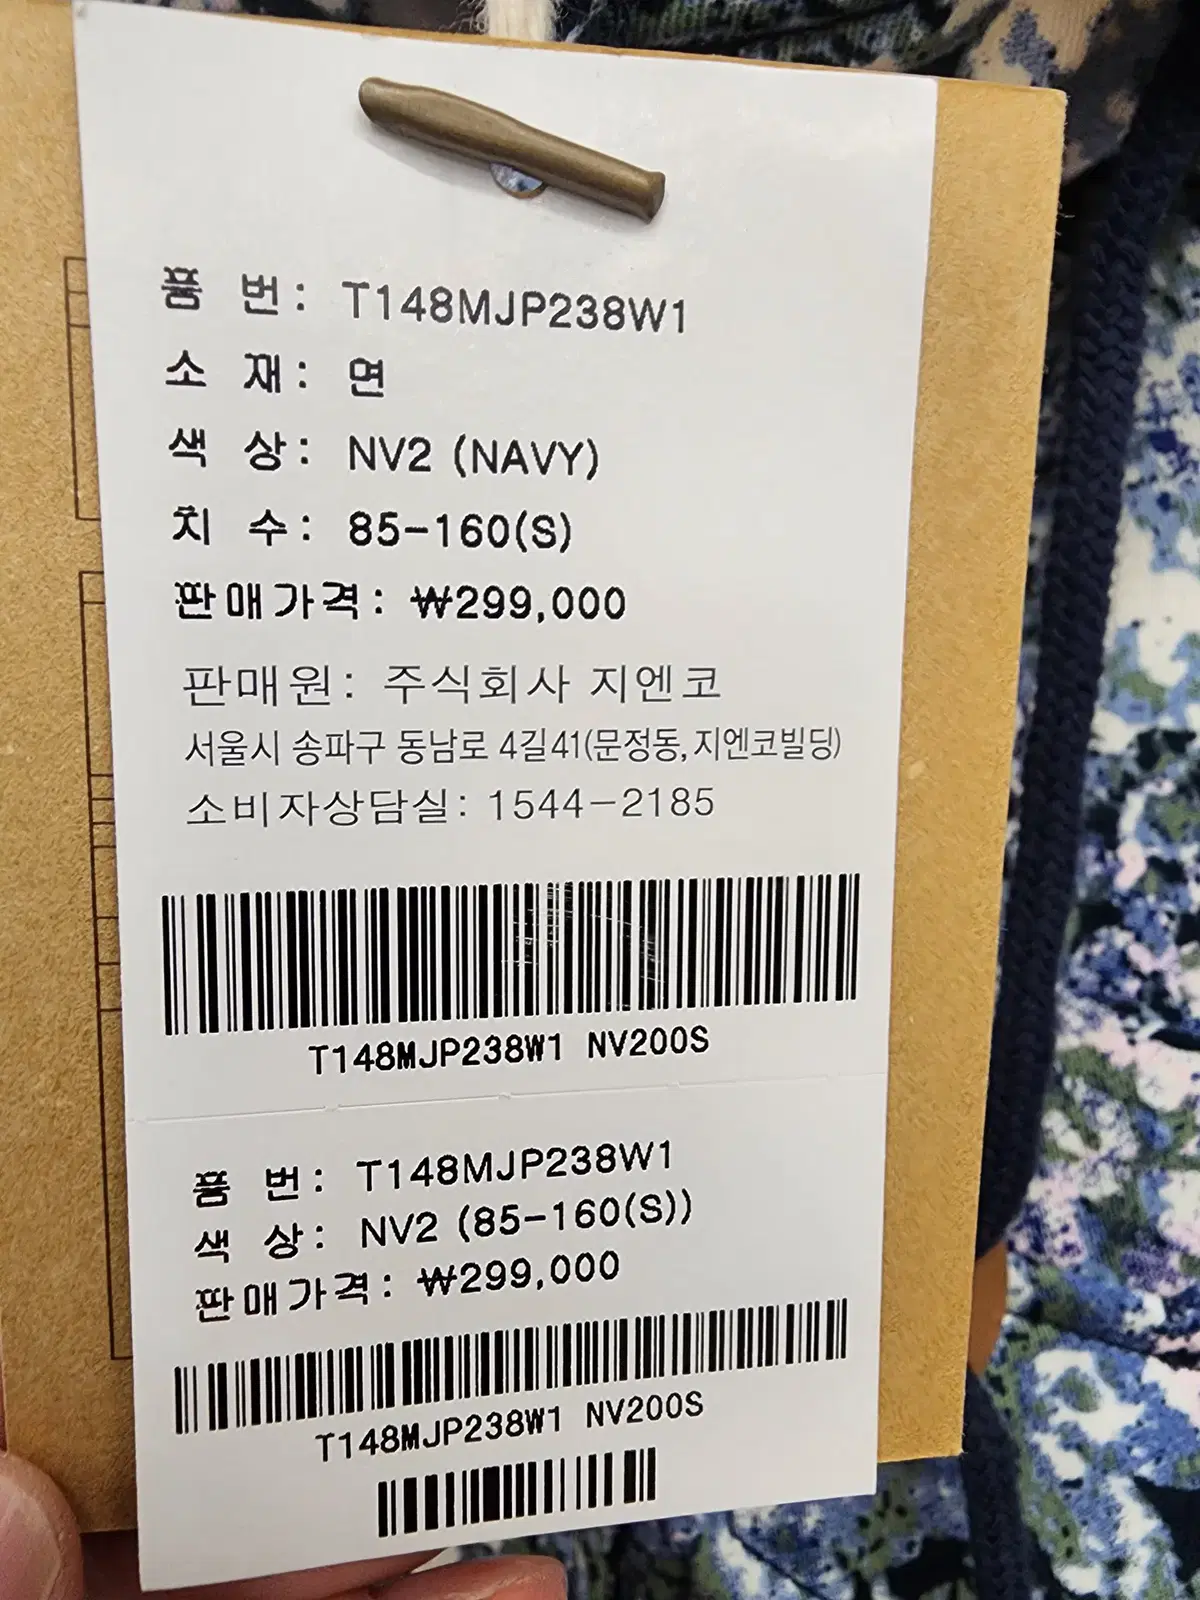 품 번: T148MJP238W1
소 재: 면
색 상: NV2 (NAVY)
치 수: 85-160(S)
판매가격: ₩299,000
판매원: 주식회사 지엔코
서울시 송파구 동남로 4길41(문정동, 지엔코빌딩)
소비자상담실: 1544-2185
T148MJP238W1 NV200S
품 번: T148MJP238W1
색 상: NV2 (85-160(S))
판매가격: ₩299,000
T148MJP238W1 NV200S